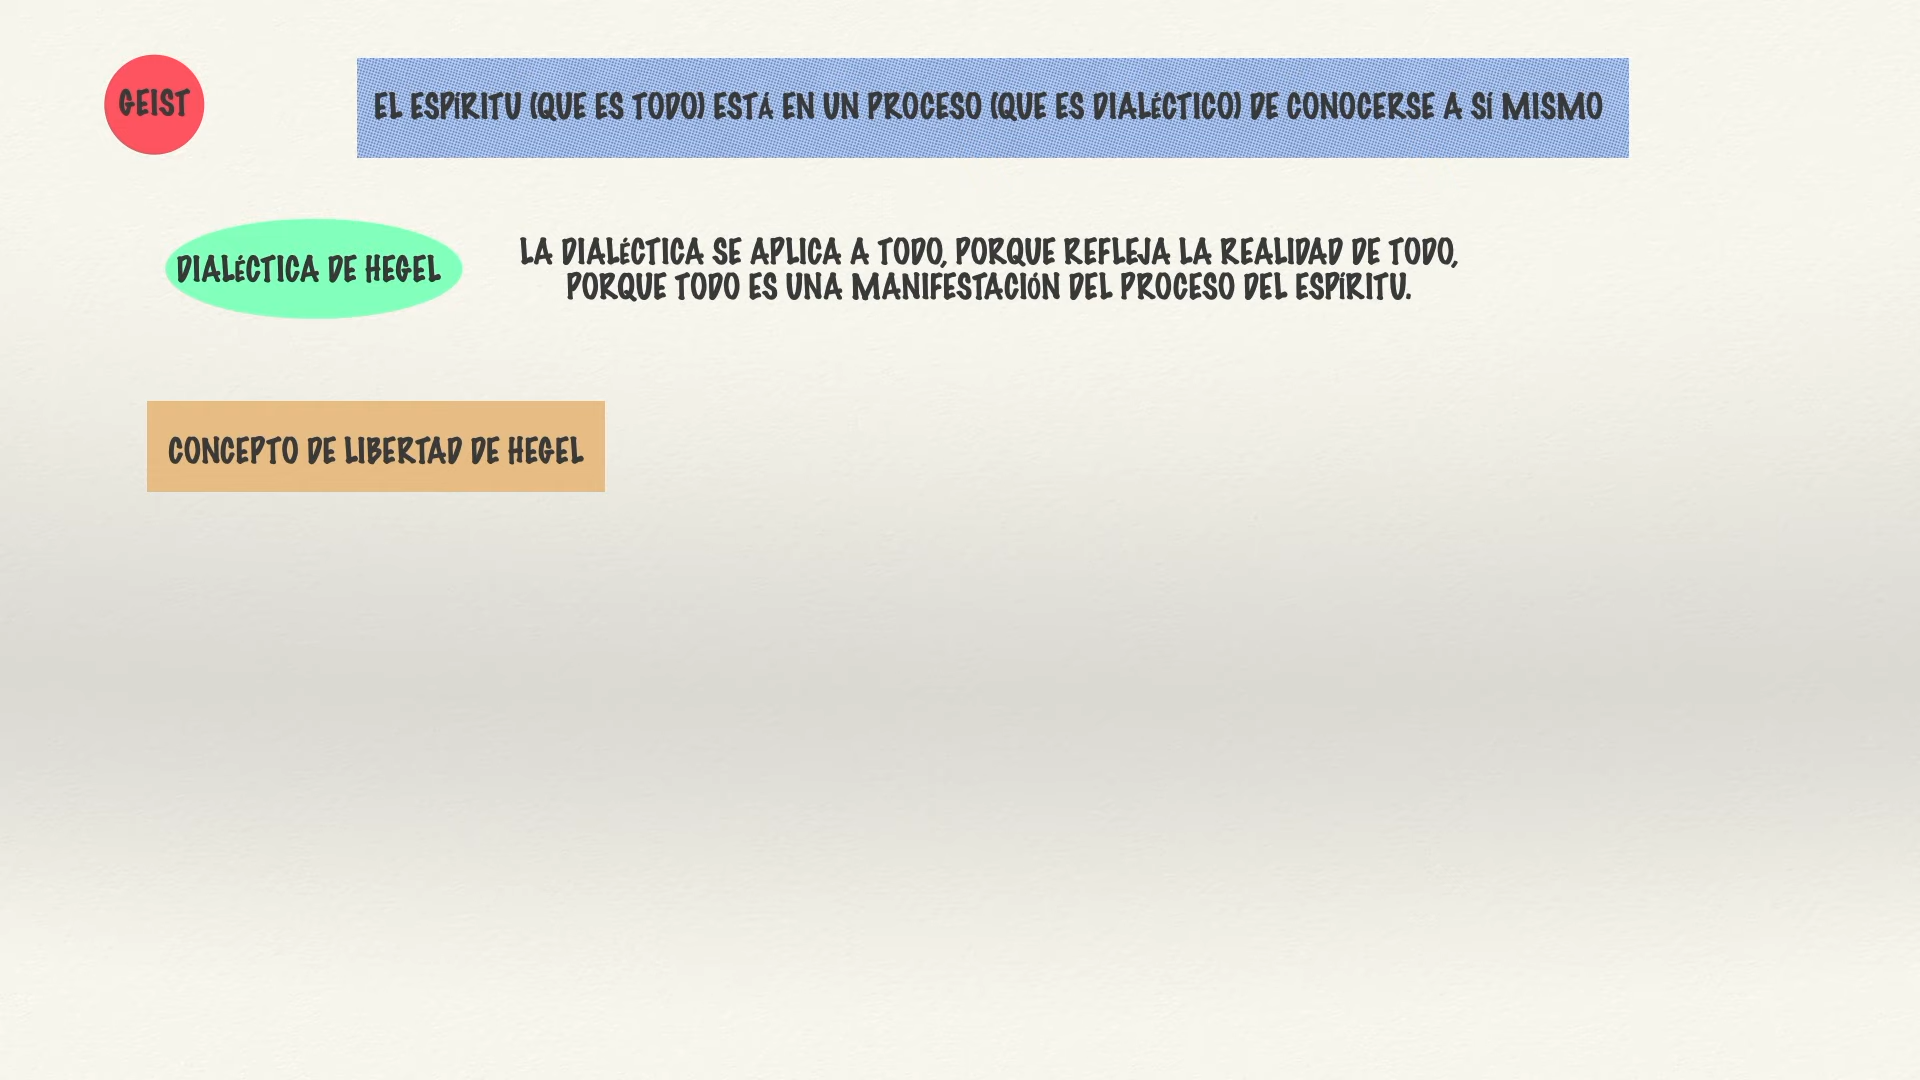 GEIST
EL ESPÍRITU (QUE ES TODO) ESTÁ EN UN PROCESO (QUE ES DIALÉCTICO) DE CONOCERSE A SÍ MISMO
DIALÉCTICA DE HEGEL
LA DIALÉCTICA SE APLICA A TODO, PORQUE REFLEJA LA REALIDAD DE TODO,
PORQUE TODO ES UNA MANIFESTACIÓN DEL PROCESO DEL ESPÍRITU.
CONCEPTO DE LIBERTAD DE HEGEL